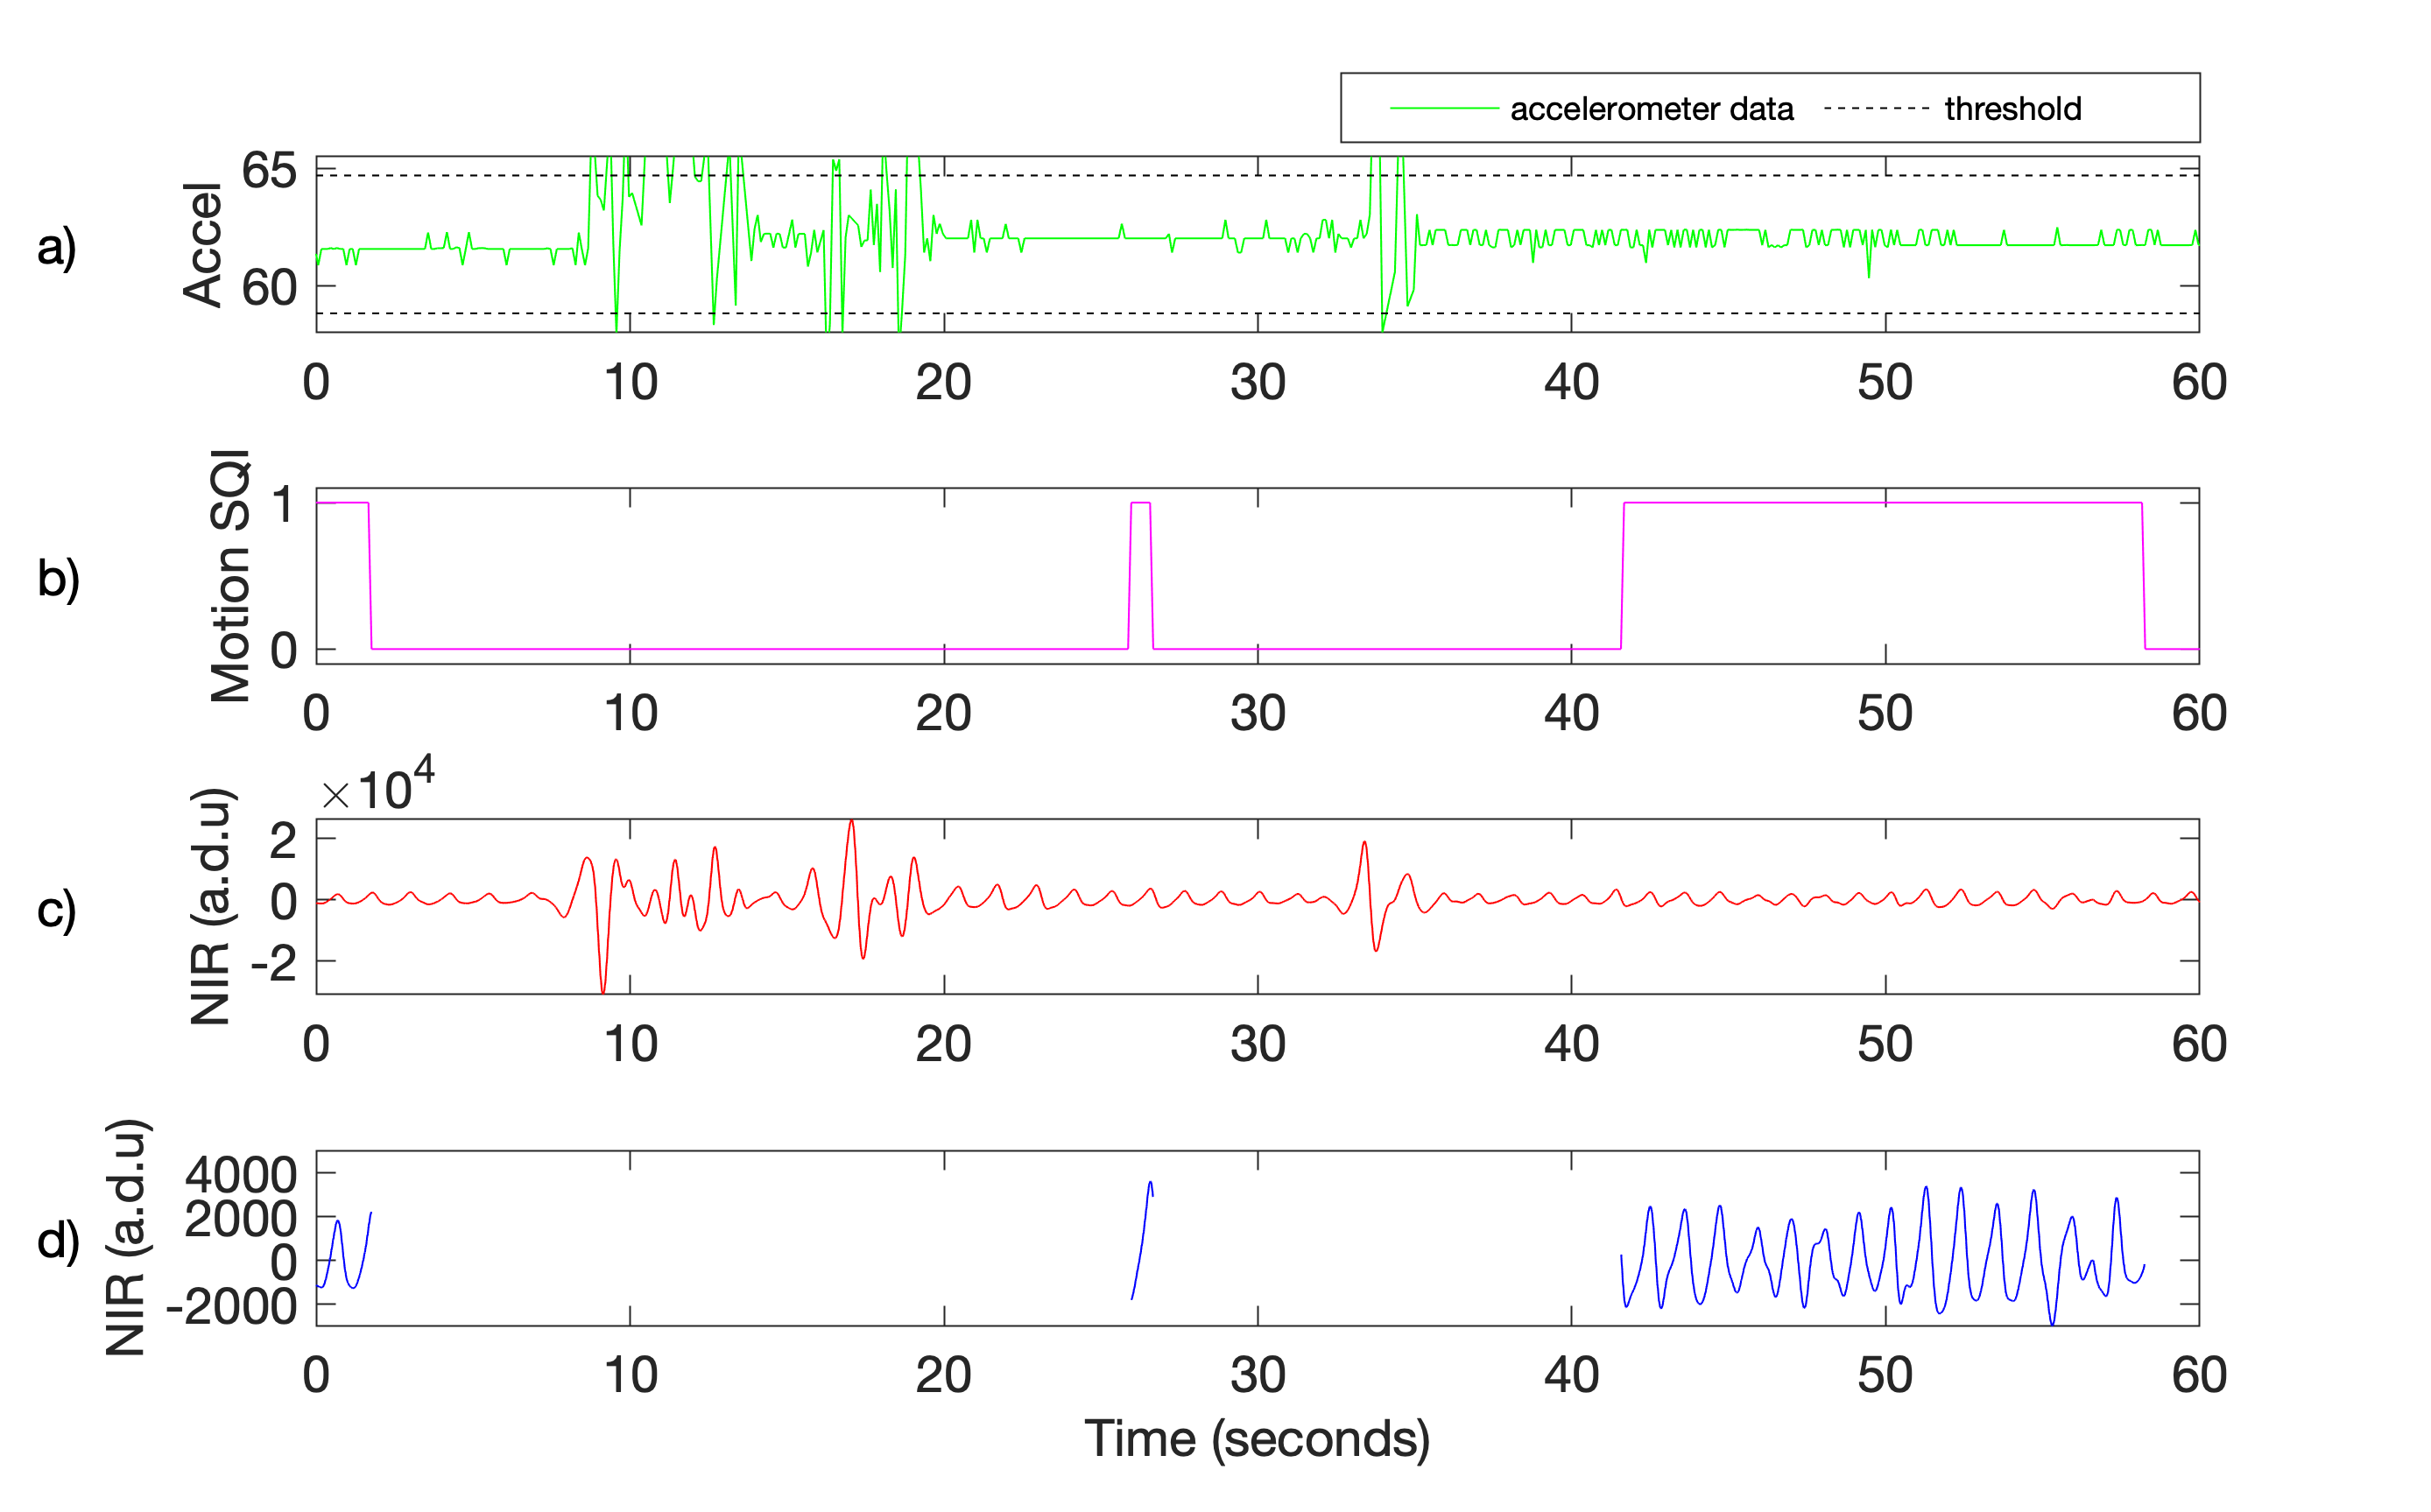 accelerometer data threshold
a)
Accel
65
60
0 10 20 30 40 50 60
b)
Motion SQI
1
0
0 10 20 30 40 50 60
×10⁴
c)
NIR (a.d.u)
2
0
-2
0 10 20 30 40 50 60
d)
NIR (a.d.u)
4000
2000
0
-2000
0 10 20 30 40 50 60
Time (seconds)